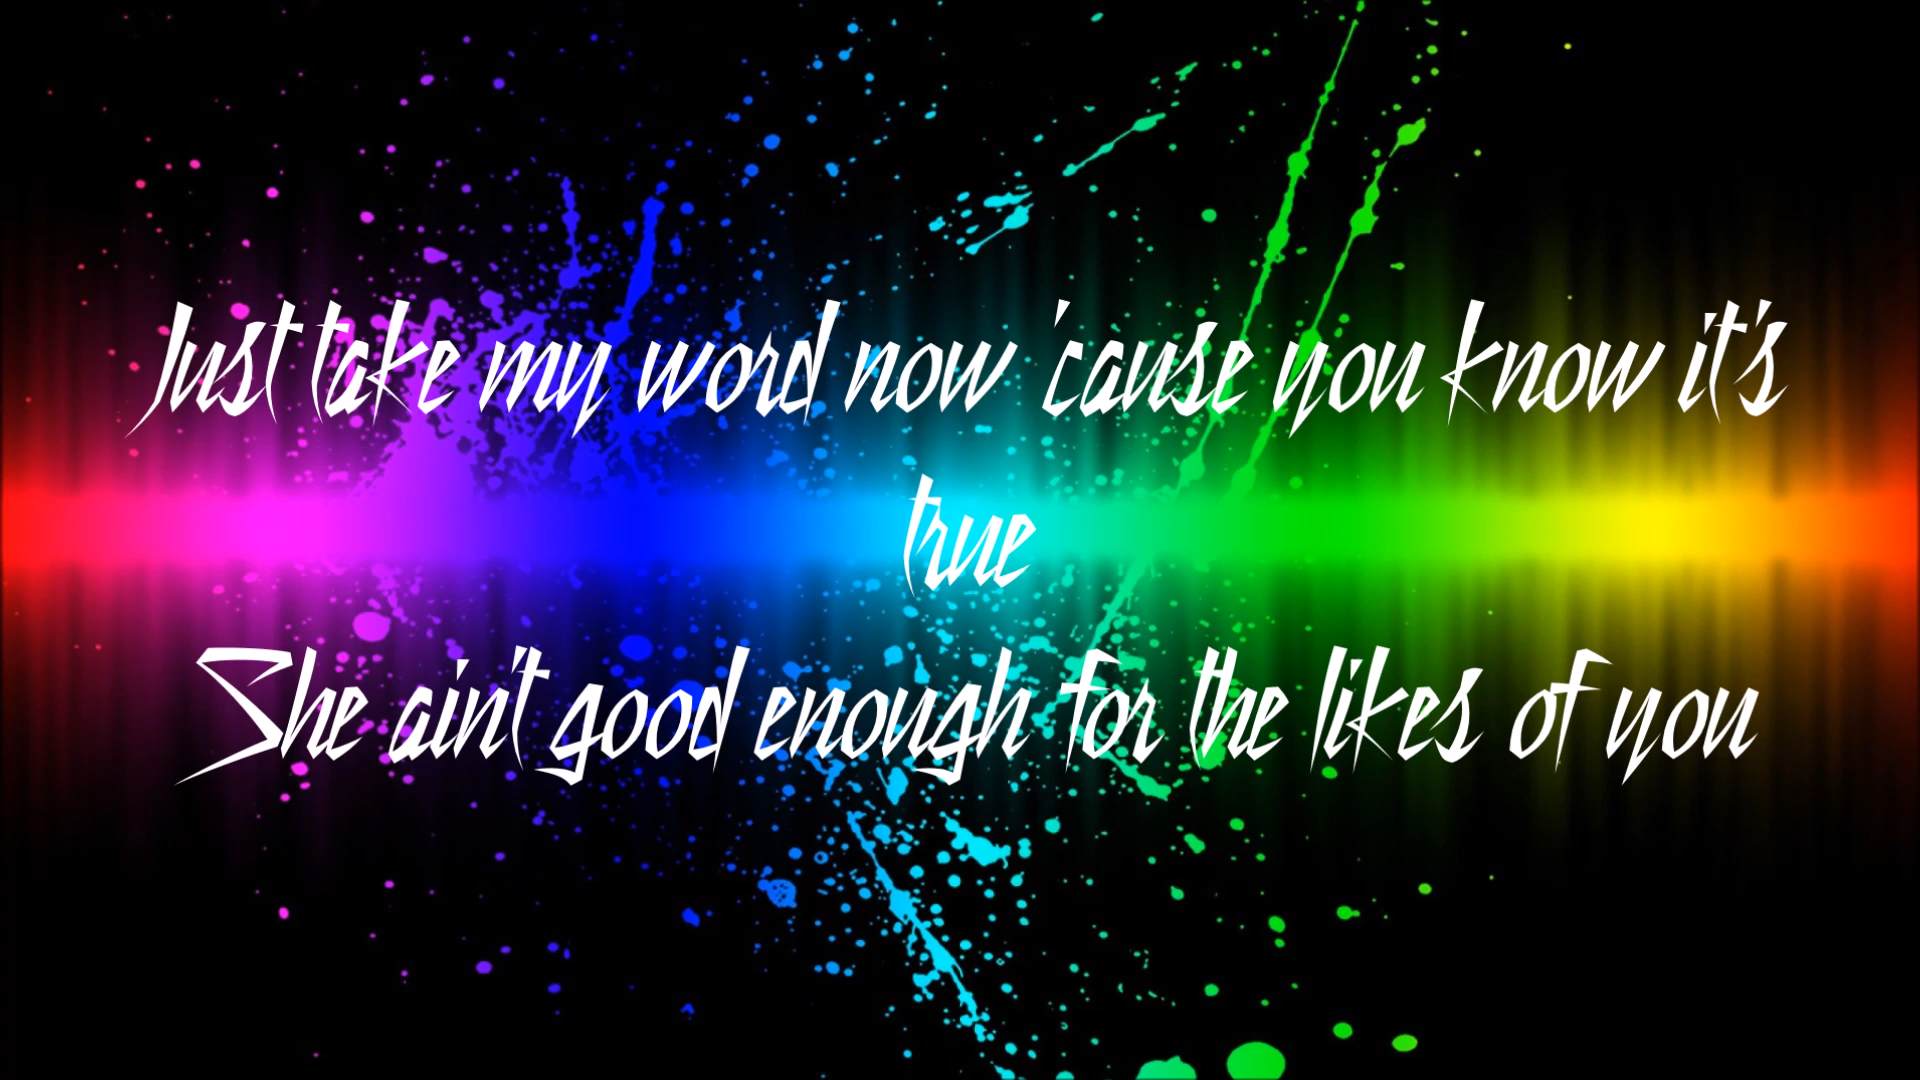 Just take my word now 'cause you know it's
true
She ain't good enough for the likes of you